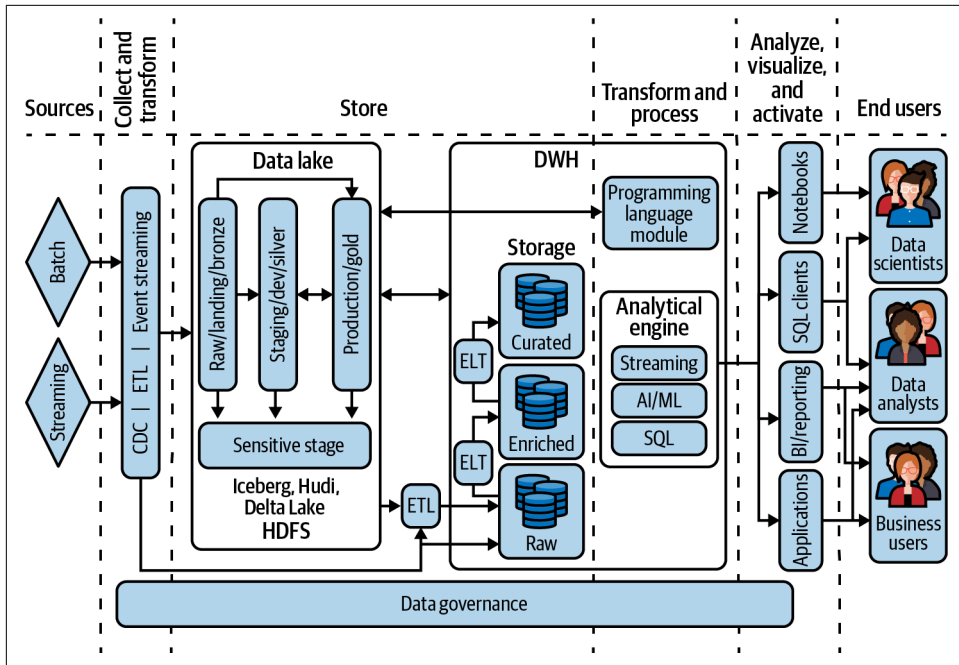 Sources
Collect and
transform
Store
Transform and
process
Analyze,
visualize,
and
activate
End users
Batch
Streaming
CDC | ETL | Event streaming
Data lake
Raw/landing/bronze
Staging/dev/silver
Production/gold
Sensitive stage
Iceberg, Hudi,
Delta Lake
HDFS
ETL
DWH
Storage
Curated
ELT
Enriched
ELT
Raw
Programming
language
module
Analytical
engine
Streaming
AI/ML
SQL
Notebooks
SQL clients
BI/reporting
Applications
Data
scientists
Data
analysts
Business
users
Data governance